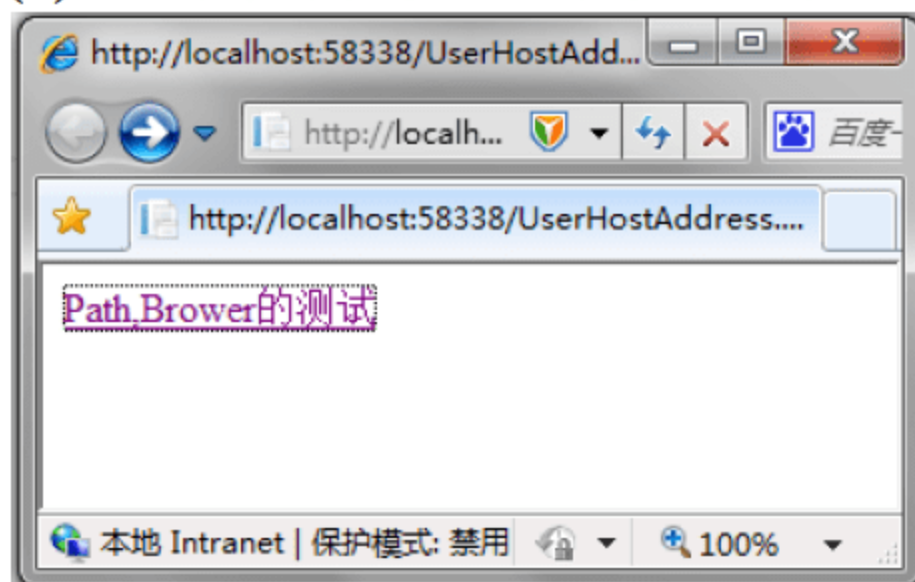 http://localhost:58338/UserHostAdd...
http://localh...
百度-
http://localhost:58338/UserHostAddress....
Path,Brower的测试
本地 Intranet | 保护模式: 禁用
100%